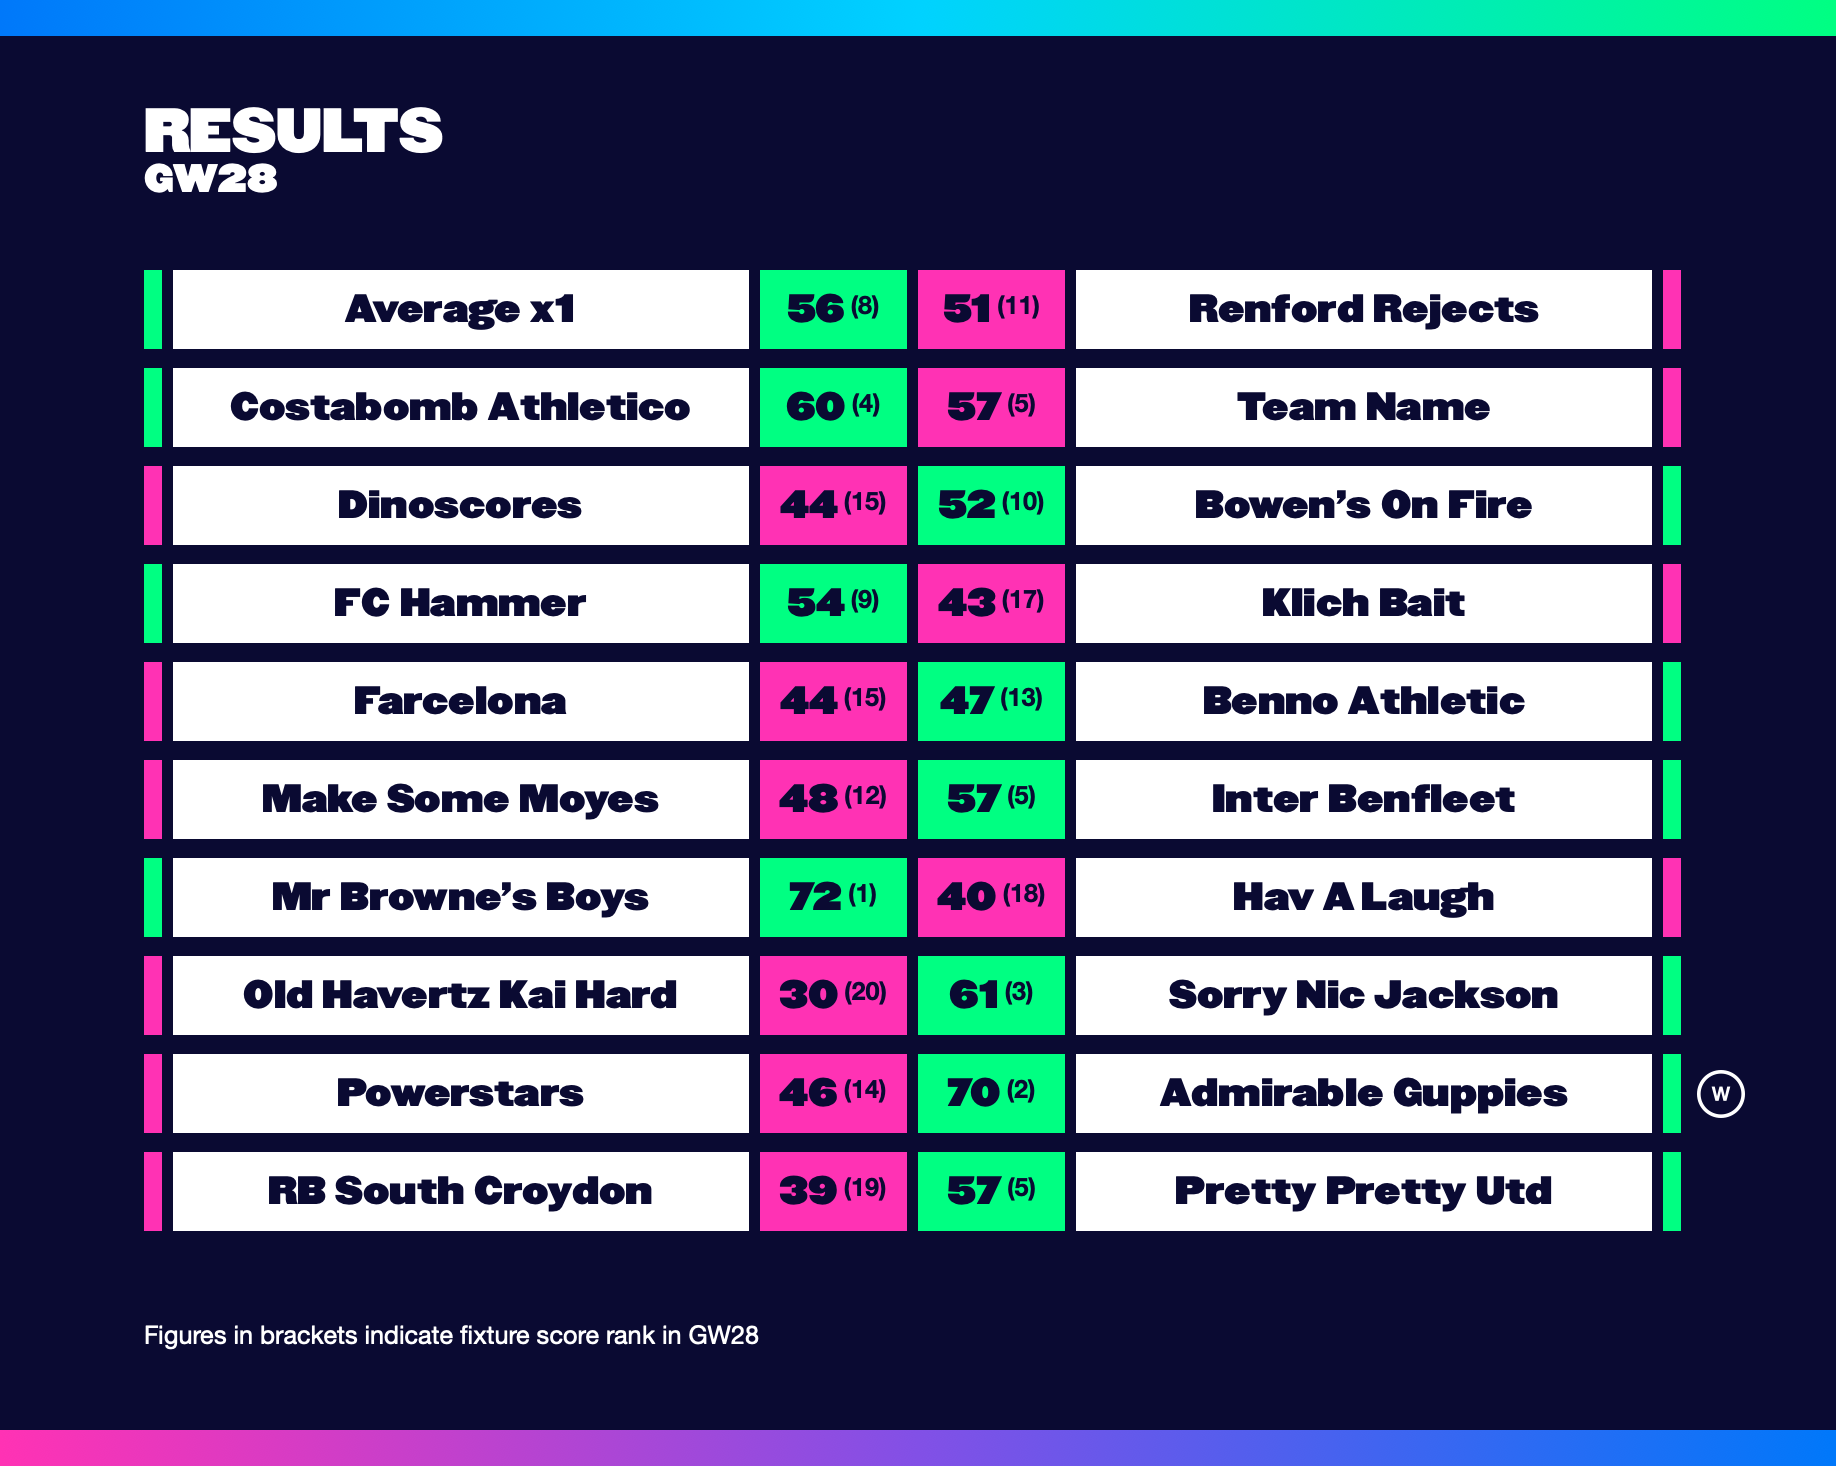 RESULTS
GW28
Average x1 56 (8) 51 (11) Renford Rejects
Costabomb Athletico 60 (4) 57 (5) Team Name
Dinoscores 44 (15) 52 (10) Bowen’s On Fire
FC Hammer 54 (9) 43 (17) Klich Bait
Farcelona 44 (15) 47 (13) Benno Athletic
Make Some Moyes 48 (12) 57 (5) Inter Benfleet
Mr Browne’s Boys 72 (1) 40 (18) Hav A Laugh
Old Havertz Kai Hard 30 (20) 61 (3) Sorry Nic Jackson
Powerstars 46 (14) 70 (2) Admirable Guppies W
RB South Croydon 39 (19) 57 (5) Pretty Pretty Utd
Figures in brackets indicate fixture score rank in GW28